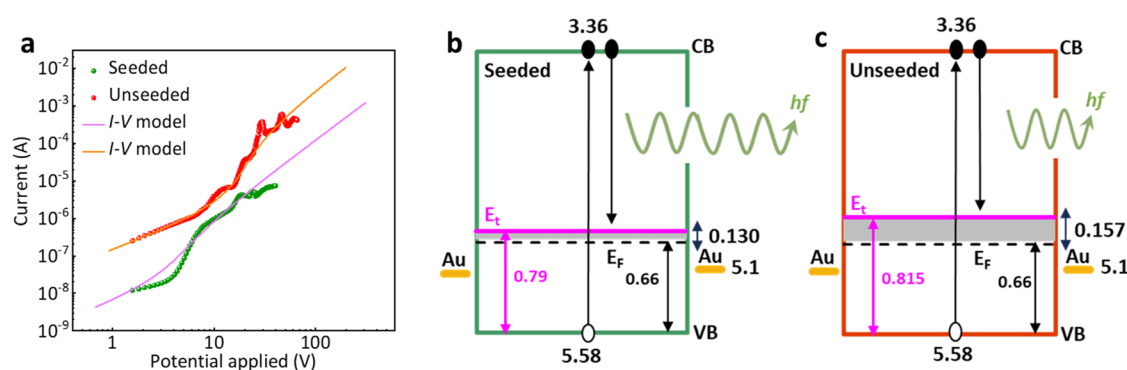 a
10⁻²
10⁻³
10⁻⁴
10⁻⁵
10⁻⁶
10⁻⁷
10⁻⁸
10⁻⁹
Current (A)
Seeded
Unseeded
I-V model
I-V model
1
10
100
Potential applied (V)
b
3.36
CB
Seeded
hf
Eₜ
0.130
Au
E_F
Au
5.1
0.79
0.66
VB
5.58
c
3.36
CB
Unseeded
hf
Eₜ
0.157
Au
E_F
Au
5.1
0.815
0.66
VB
5.58